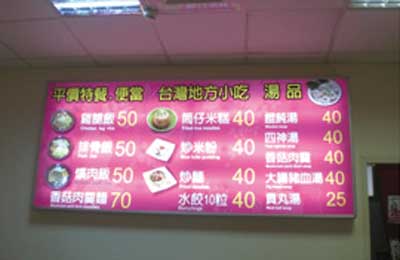 平價特餐.便當 台灣地方小吃 湯品
雞腿飯 50
排骨飯 50
爌肉飯 50
香菇肉羹麵 70
筒仔米糕 40
炒米粉 40
炒麵 40
水餃10粒 40
餛飩湯 40
四神湯 40
香菇肉羹 40
大腸豬血湯 40
貢丸湯 25